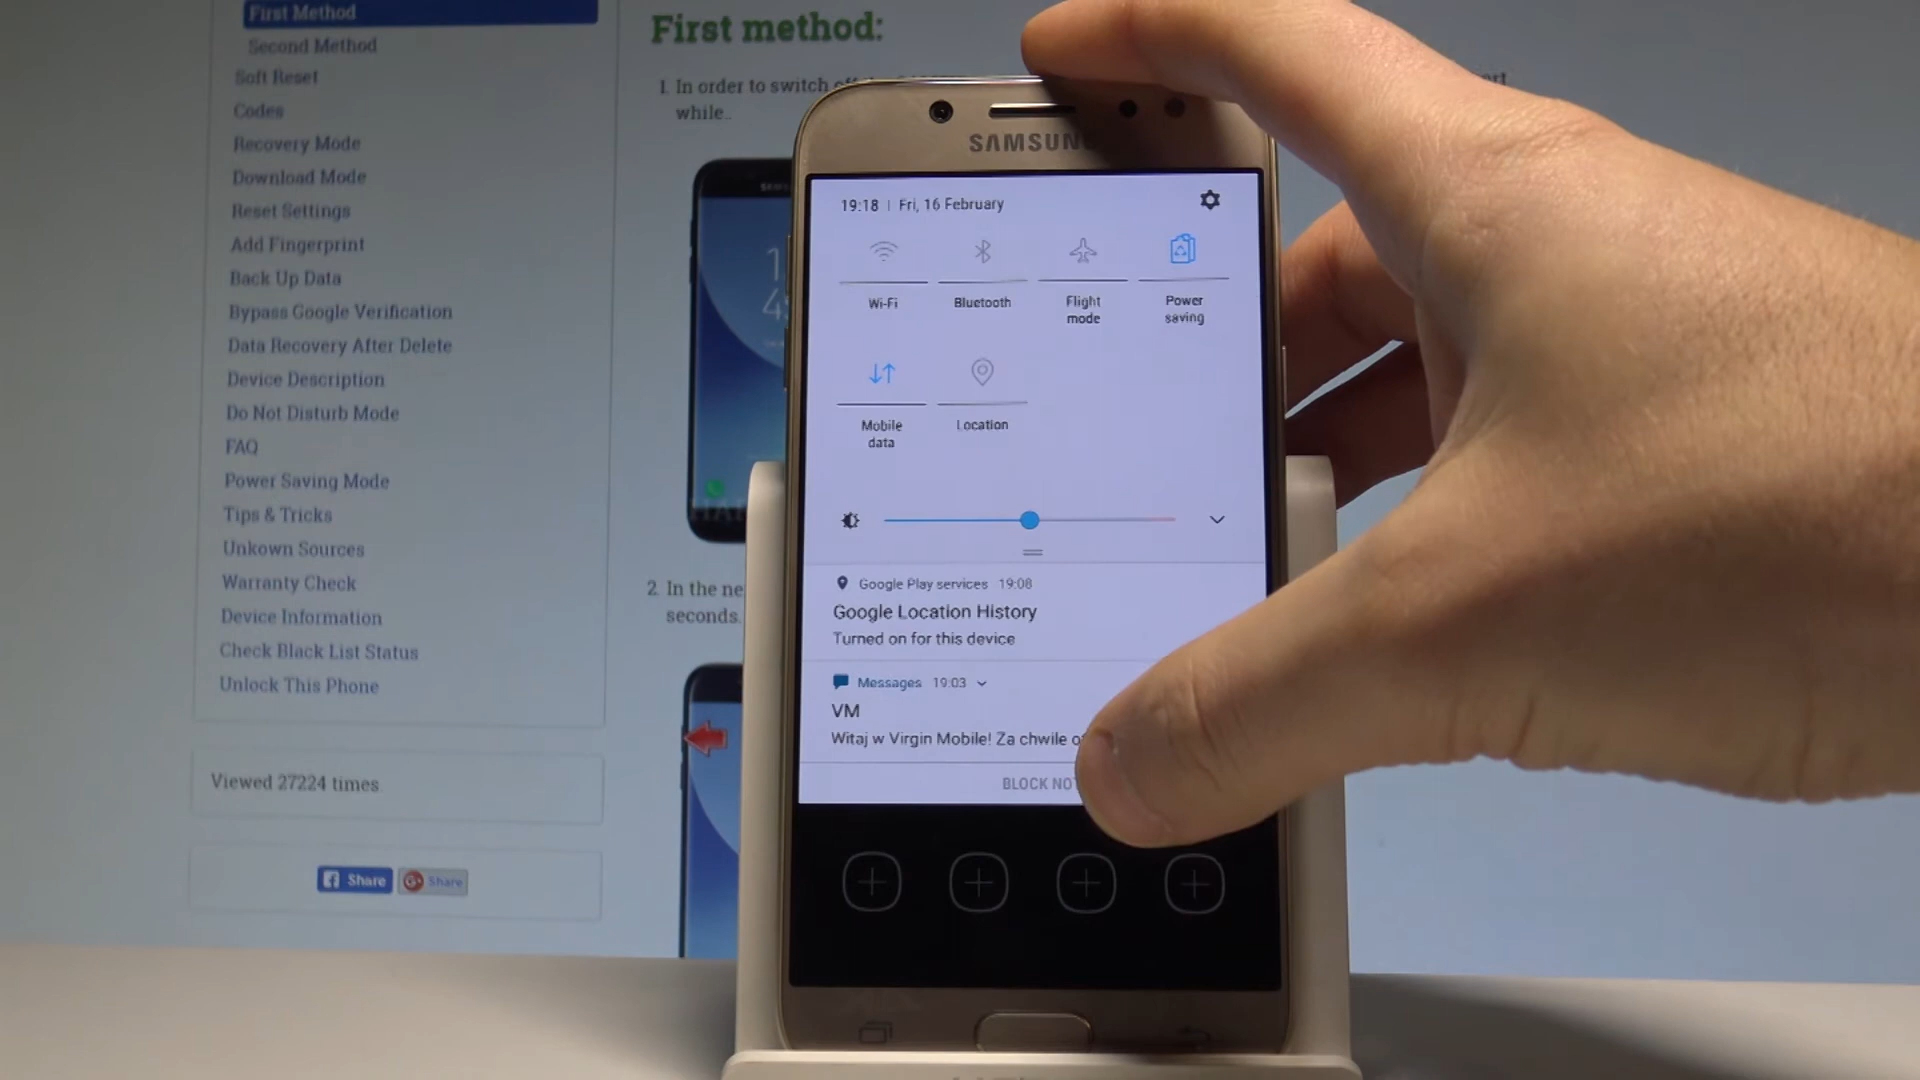 First Method
Second Method
Soft Reset
Codes
Recovery Mode
Download Mode
Reset Settings
Add Fingerprint
Back Up Data
Bypass Google Verification
Data Recovery After Delete
Device Description
Do Not Disturb Mode
FAQ
Power Saving Mode
Tips & Tricks
Unkown Sources
Warranty Check
Device Information
Check Black List Status
Unlock This Phone
Viewed 27224 times
Share
Share
First method:
1. In order to switch
while..
2. In the
seconds.
SAMSUN
19:18 | Fri, 16 February
Wi-Fi
Bluetooth
Flight
mode
Power
saving
Mobile
data
Location
Google Play services 19:08
Google Location History
Turned on for this device
Messages 19:03
VM
Witaj w Virgin Mobile! Za chwile
BLOCK